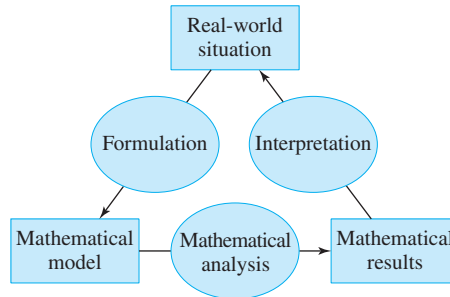 Real-world
situation
Formulation
Interpretation
Mathematical
model
Mathematical
analysis
Mathematical
results